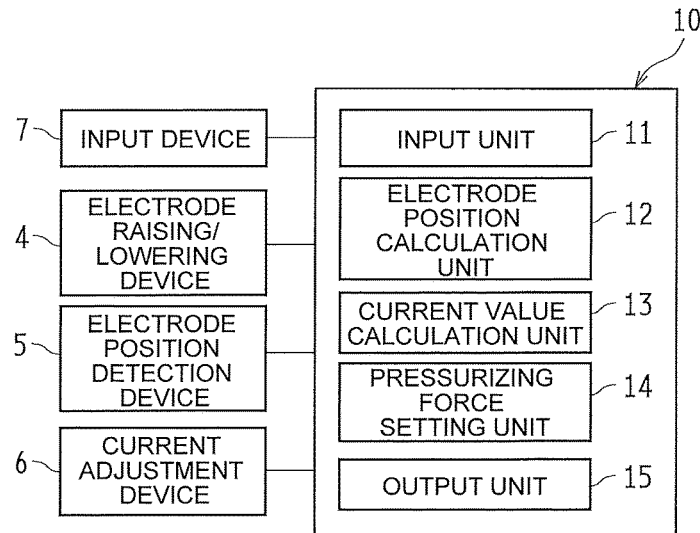 10
7
INPUT DEVICE
4
ELECTRODE
RAISING/
LOWERING
DEVICE
5
ELECTRODE
POSITION
DETECTION
DEVICE
6
CURRENT
ADJUSTMENT
DEVICE
INPUT UNIT
11
ELECTRODE
POSITION
CALCULATION
UNIT
12
CURRENT VALUE
CALCULATION UNIT
13
PRESSURIZING
FORCE
SETTING UNIT
14
OUTPUT UNIT
15